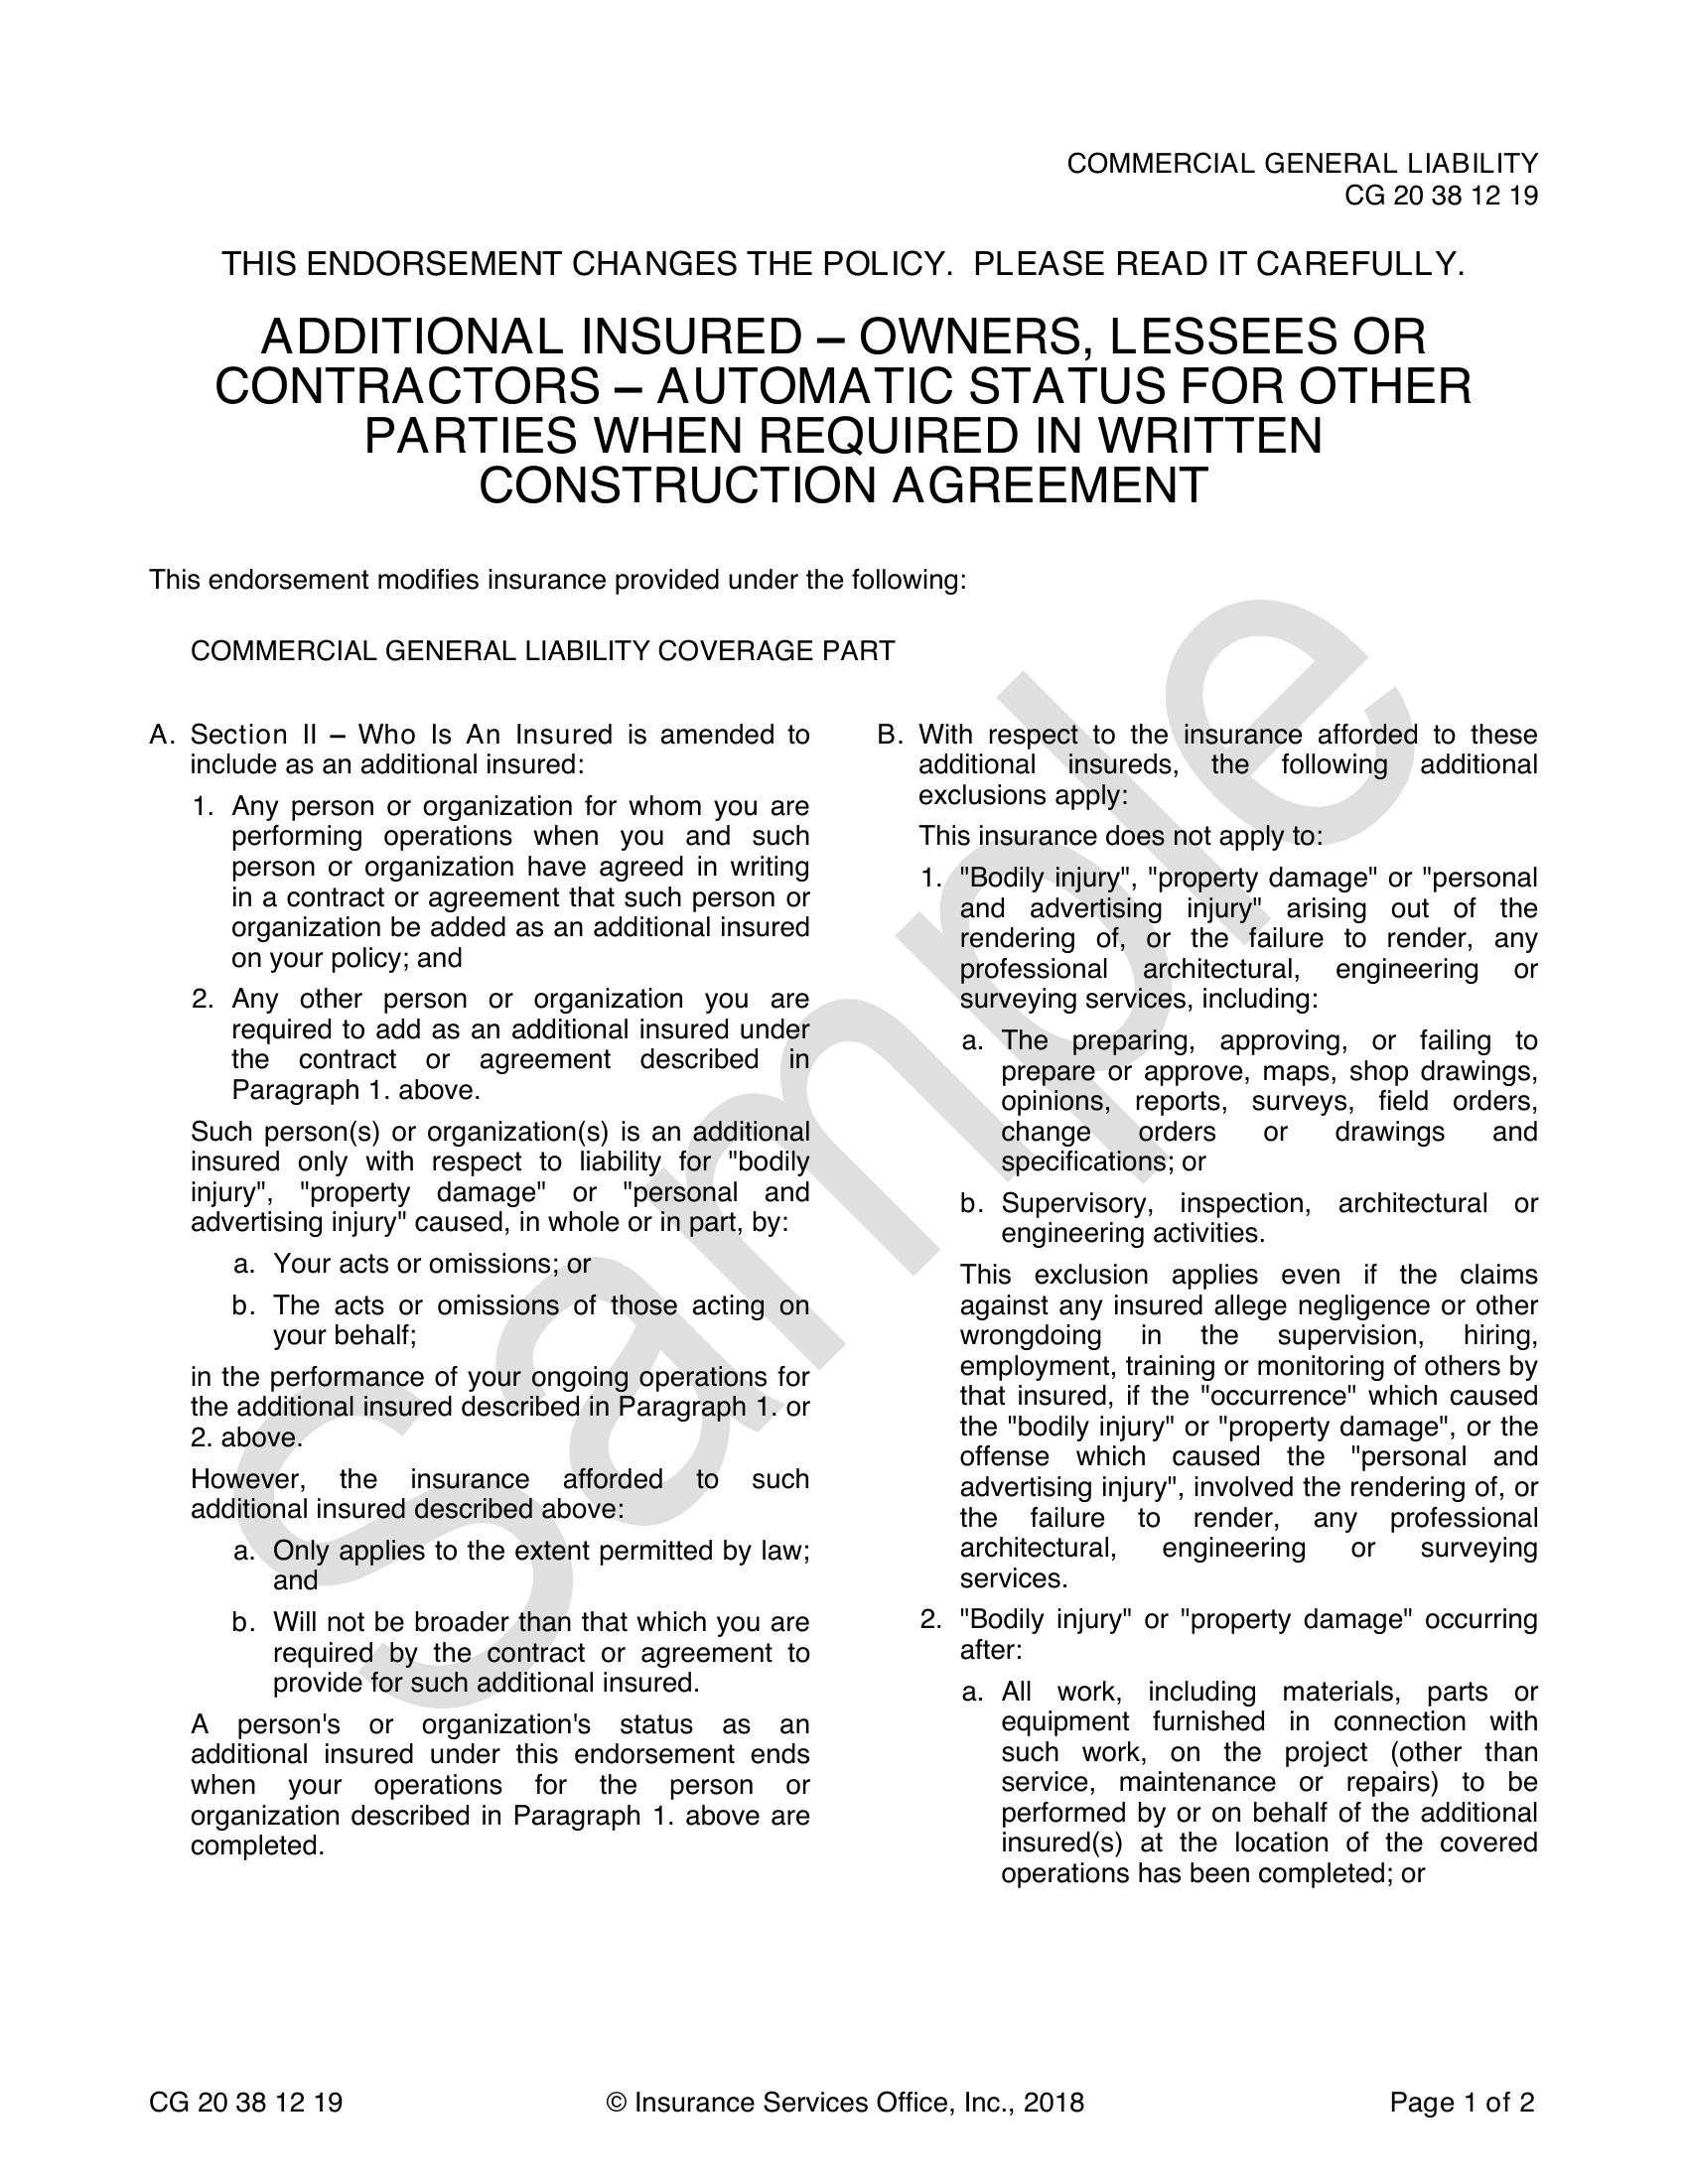 COMMERCIAL GENERAL LIABILITY
CG 20 38 12 19
THIS ENDORSEMENT CHANGES THE POLICY. PLEASE READ IT CAREFULLY.
ADDITIONAL INSURED – OWNERS, LESSEES OR
CONTRACTORS – AUTOMATIC STATUS FOR OTHER
PARTIES WHEN REQUIRED IN WRITTEN
CONSTRUCTION AGREEMENT
This endorsement modifies insurance provided under the following:
COMMERCIAL GENERAL LIABILITY COVERAGE PART
A. Section II – Who Is An Insured is amended to
include as an additional insured:
1. Any person or organization for whom you are
performing operations when you and such
person or organization have agreed in writing
in a contract or agreement that such person or
organization be added as an additional insured
on your policy; and
2. Any other person or organization you are
required to add as an additional insured under
the contract or agreement described in
Paragraph 1. above.
Such person(s) or organization(s) is an additional
insured only with respect to liability for "bodily
injury", "property damage" or "personal and
advertising injury" caused, in whole or in part, by:
a. Your acts or omissions; or
b. The acts or omissions of those acting on
your behalf;
in the performance of your ongoing operations for
the additional insured described in Paragraph 1. or
2. above.
However, the insurance afforded to such
additional insured described above:
a. Only applies to the extent permitted by law;
and
b. Will not be broader than that which you are
required by the contract or agreement to
provide for such additional insured.
A person's or organization's status as an
additional insured under this endorsement ends
when your operations for the person or
organization described in Paragraph 1. above are
completed.
B. With respect to the insurance afforded to these
additional insureds, the following additional
exclusions apply:
This insurance does not apply to:
1. "Bodily injury", "property damage" or "personal
and advertising injury" arising out of the
rendering of, or the failure to render, any
professional architectural, engineering or
surveying services, including:
a. The preparing, approving, or failing to
prepare or approve, maps, shop drawings,
opinions, reports, surveys, field orders,
change orders or drawings and
specifications; or
b. Supervisory, inspection, architectural or
engineering activities.
This exclusion applies even if the claims
against any insured allege negligence or other
wrongdoing in the supervision, hiring,
employment, training or monitoring of others by
that insured, if the "occurrence" which caused
the "bodily injury" or "property damage", or the
offense which caused the "personal and
advertising injury", involved the rendering of, or
the failure to render, any professional
architectural, engineering or surveying
services.
2. "Bodily injury" or "property damage" occurring
after:
a. All work, including materials, parts or
equipment furnished in connection with
such work, on the project (other than
service, maintenance or repairs) to be
performed by or on behalf of the additional
insured(s) at the location of the covered
operations has been completed; or
Sample
CG 20 38 12 19
© Insurance Services Office, Inc., 2018
Page 1 of 2